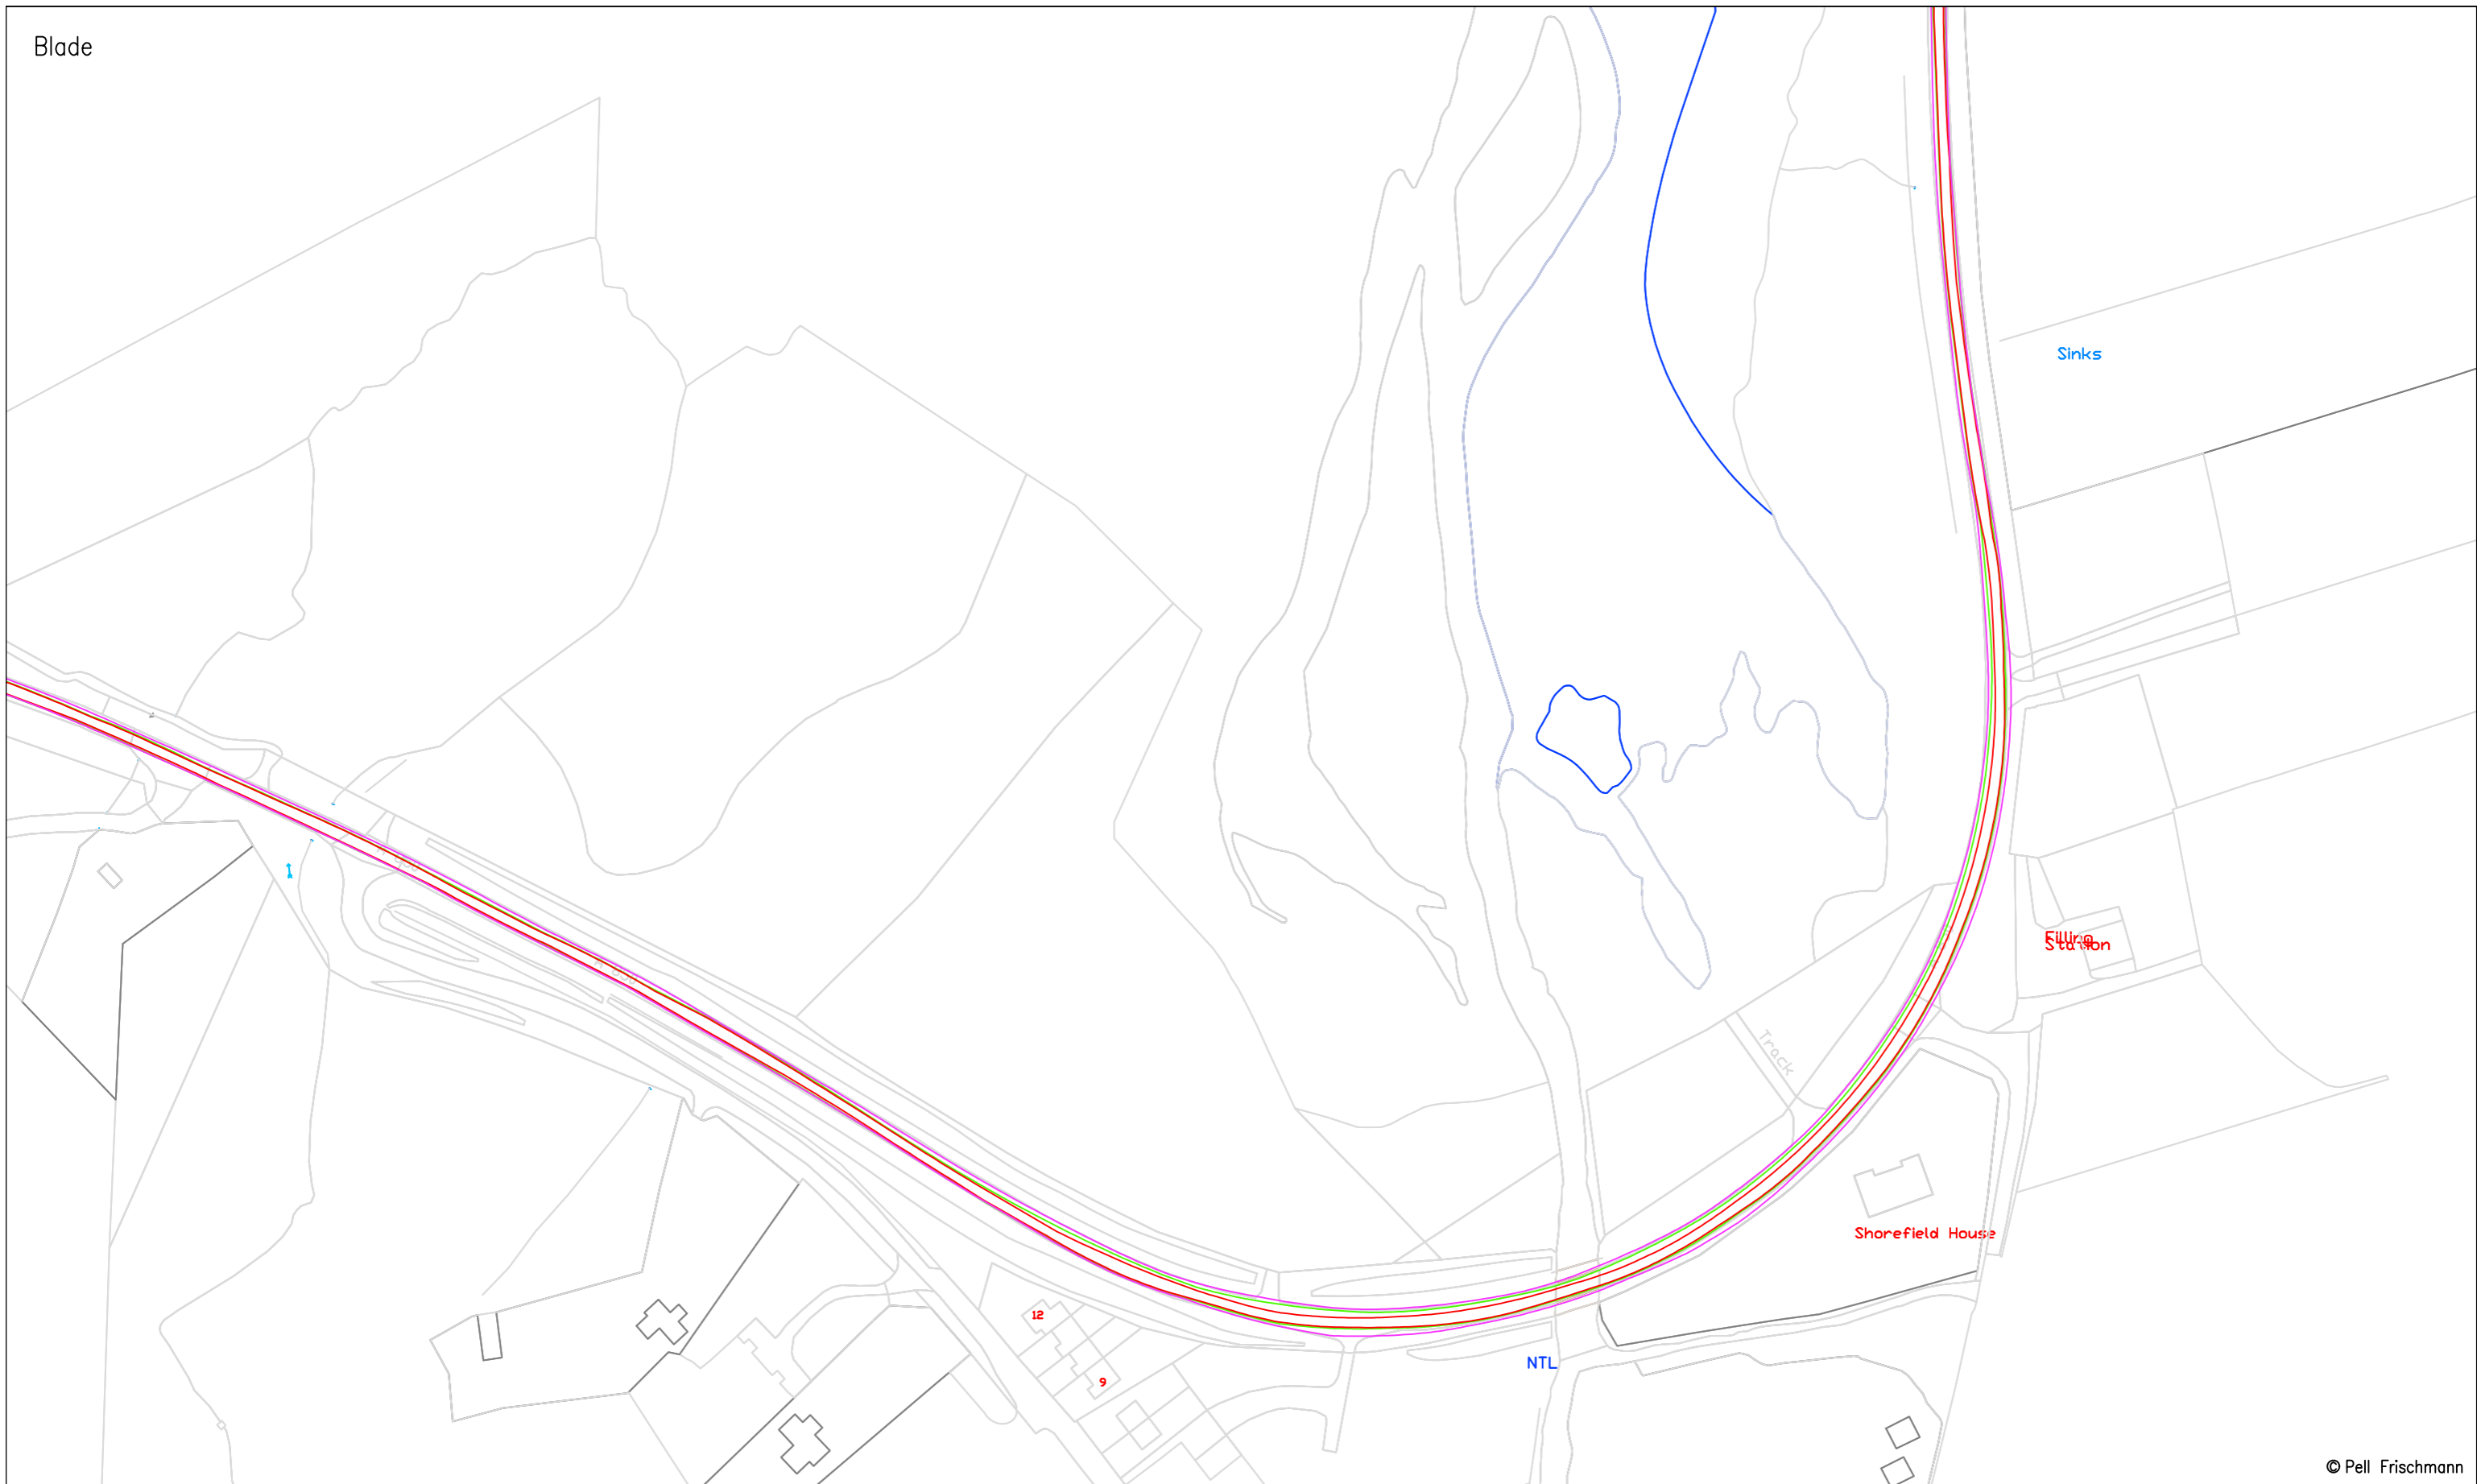 Blade
Sinks
Filling
Station
Track
Shorefield House
12
NTL
9
© Pell Frischmann